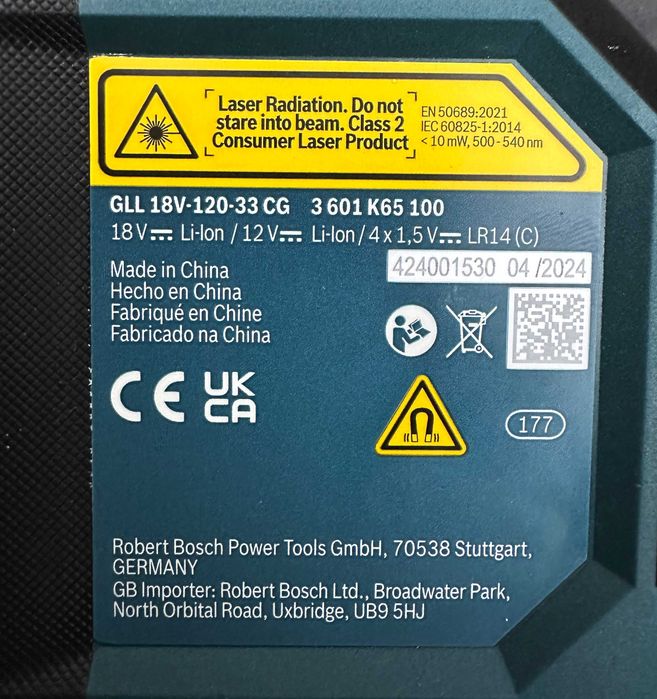 Laser Radiation. Do not
stare into beam. Class 2
Consumer Laser Product
EN 50689:2021
IEC 60825-1:2014
< 10 mW, 500 - 540 nm
GLL 18V-120-33 CG 3 601 K65 100
18 V⎓ Li-Ion / 12 V⎓ Li-Ion / 4 x 1,5 V⎓ LR14 (C)
424001530 04 /2024
Made in China
Hecho en China
Fabriqué en Chine
Fabricado na China
CE UK
CA
177
Robert Bosch Power Tools GmbH, 70538 Stuttgart,
GERMANY
GB Importer: Robert Bosch Ltd., Broadwater Park,
North Orbital Road, Uxbridge, UB9 5HJ